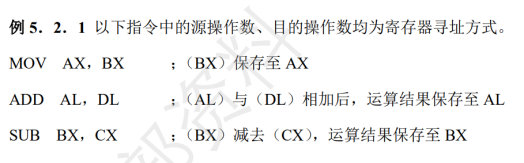 例 5．2．1 以下指令中的源操作数、目的操作数均为寄存器寻址方式。
MOV AX，BX ；（BX）保存至 AX
ADD AL，DL ；（AL）与（DL）相加后，运算结果保存至 AL
SUB BX，CX ；（BX）减去（CX），运算结果保存至 BX
部资料